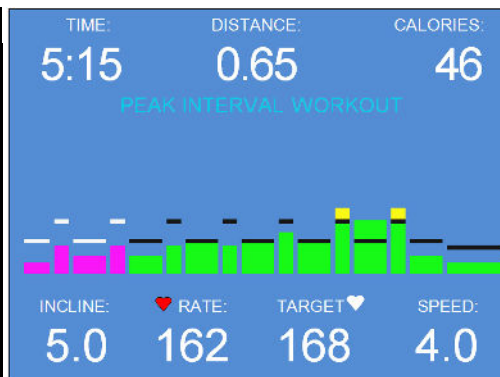 TIME: DISTANCE: CALORIES:
5:15 0.65 46
PEAK INTERVAL WORKOUT
INCLINE: RATE: TARGET SPEED:
5.0 162 168 4.0